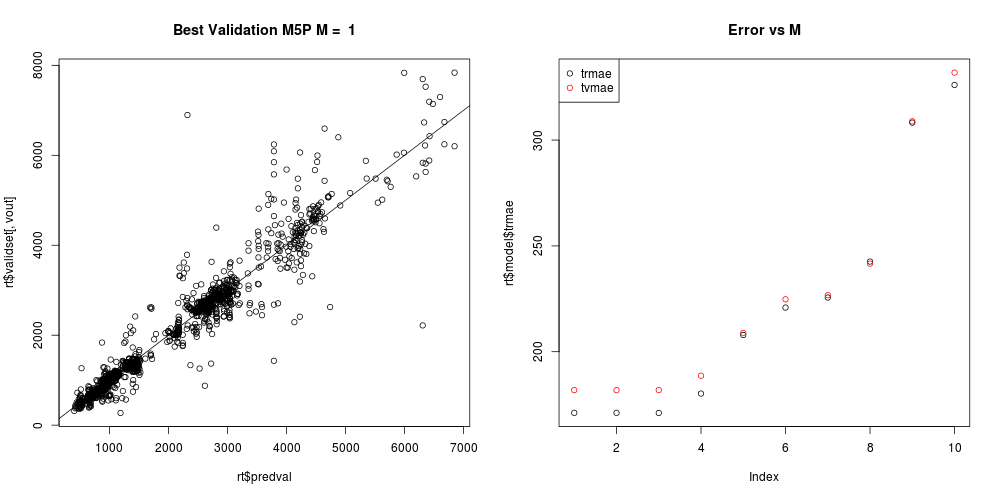 Best Validation M5P M =  1
rt$validset[, vout]
0
2000
4000
6000
8000
1000
2000
3000
4000
5000
6000
7000
rt$predval
Error vs M
trmae
tvmae
rt$model$trmae
200
250
300
2
4
6
8
10
Index